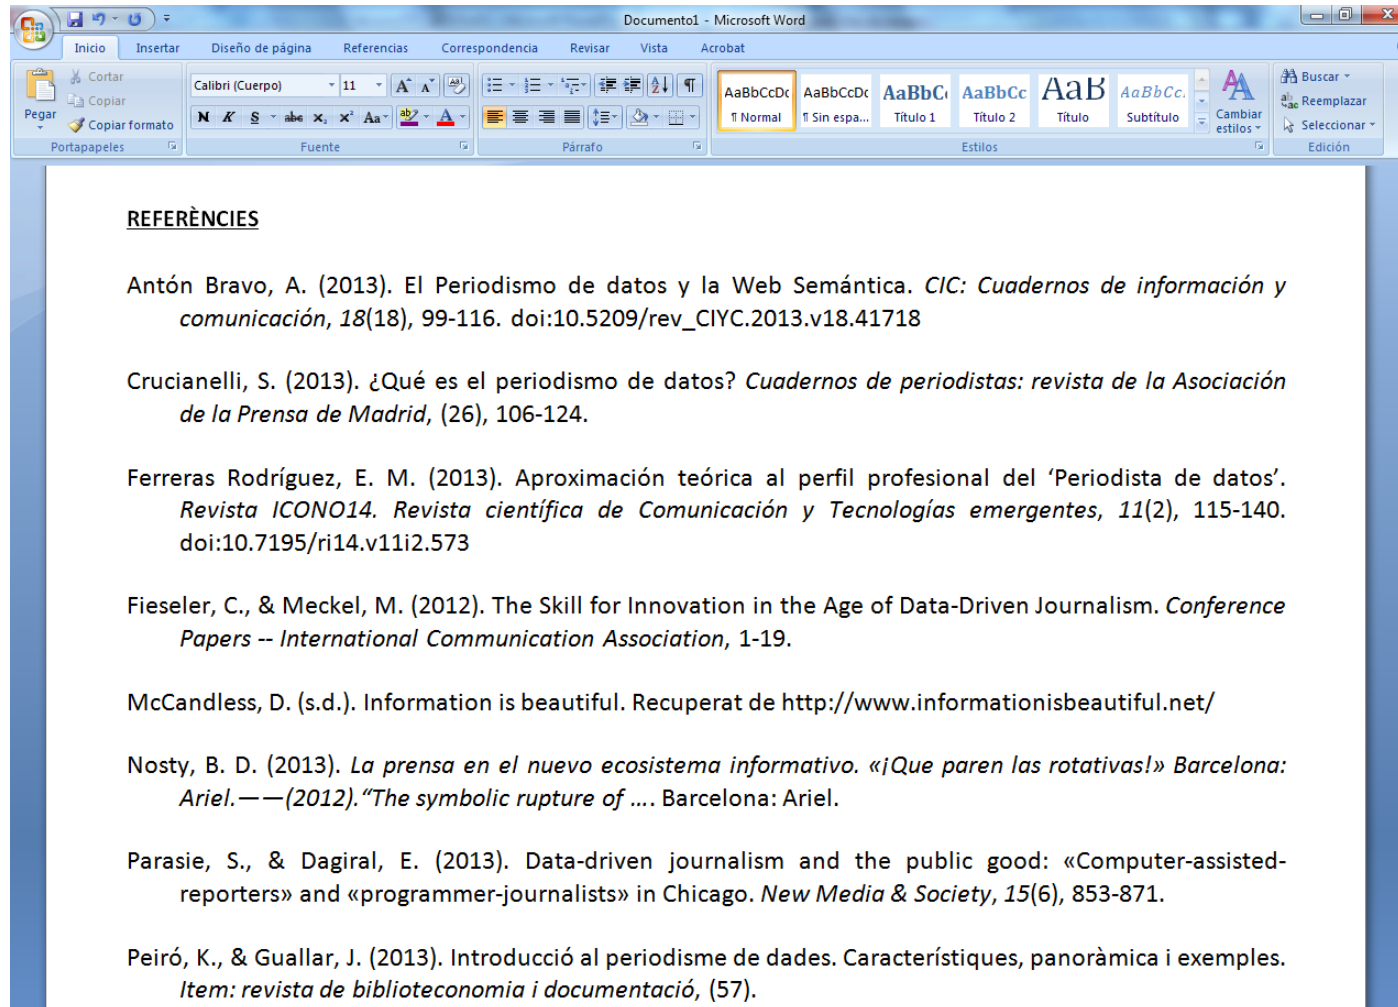 Documento1 - Microsoft Word
Inicio Insertar Diseño de página Referencias Correspondencia Revisar Vista Acrobat
Pegar
Cortar
Copiar
Copiar formato
Portapapeles
Calibri (Cuerpo) 11
N K S abc x₂ x² Aa ab A
Fuente
Párrafo
AaBbCcDc AaBbCcDc AaBbC AaBbCc AaB AaBbCc.
¶ Normal ¶ Sin espa... Título 1 Título 2 Título Subtítulo
Cambiar
estilos
Estilos
Buscar
Reemplazar
Seleccionar
Edición
REFERÈNCIES
Antón Bravo, A. (2013). El Periodismo de datos y la Web Semántica. CIC: Cuadernos de información y
comunicación, 18(18), 99-116. doi:10.5209/rev_CIYC.2013.v18.41718
Crucianelli, S. (2013). ¿Qué es el periodismo de datos? Cuadernos de periodistas: revista de la Asociación
de la Prensa de Madrid, (26), 106-124.
Ferreras Rodríguez, E. M. (2013). Aproximación teórica al perfil profesional del ‘Periodista de datos’.
Revista ICONO14. Revista científica de Comunicación y Tecnologías emergentes, 11(2), 115-140.
doi:10.7195/ri14.v11i2.573
Fieseler, C., & Meckel, M. (2012). The Skill for Innovation in the Age of Data-Driven Journalism. Conference
Papers -- International Communication Association, 1-19.
McCandless, D. (s.d.). Information is beautiful. Recuperat de http://www.informationisbeautiful.net/
Nosty, B. D. (2013). La prensa en el nuevo ecosistema informativo. «¡Que paren las rotativas!» Barcelona:
Ariel.——(2012).“The symbolic rupture of …. Barcelona: Ariel.
Parasie, S., & Dagiral, E. (2013). Data-driven journalism and the public good: «Computer-assisted-
reporters» and «programmer-journalists» in Chicago. New Media & Society, 15(6), 853-871.
Peiró, K., & Guallar, J. (2013). Introducció al periodisme de dades. Característiques, panoràmica i exemples.
Item: revista de biblioteconomia i documentació, (57).